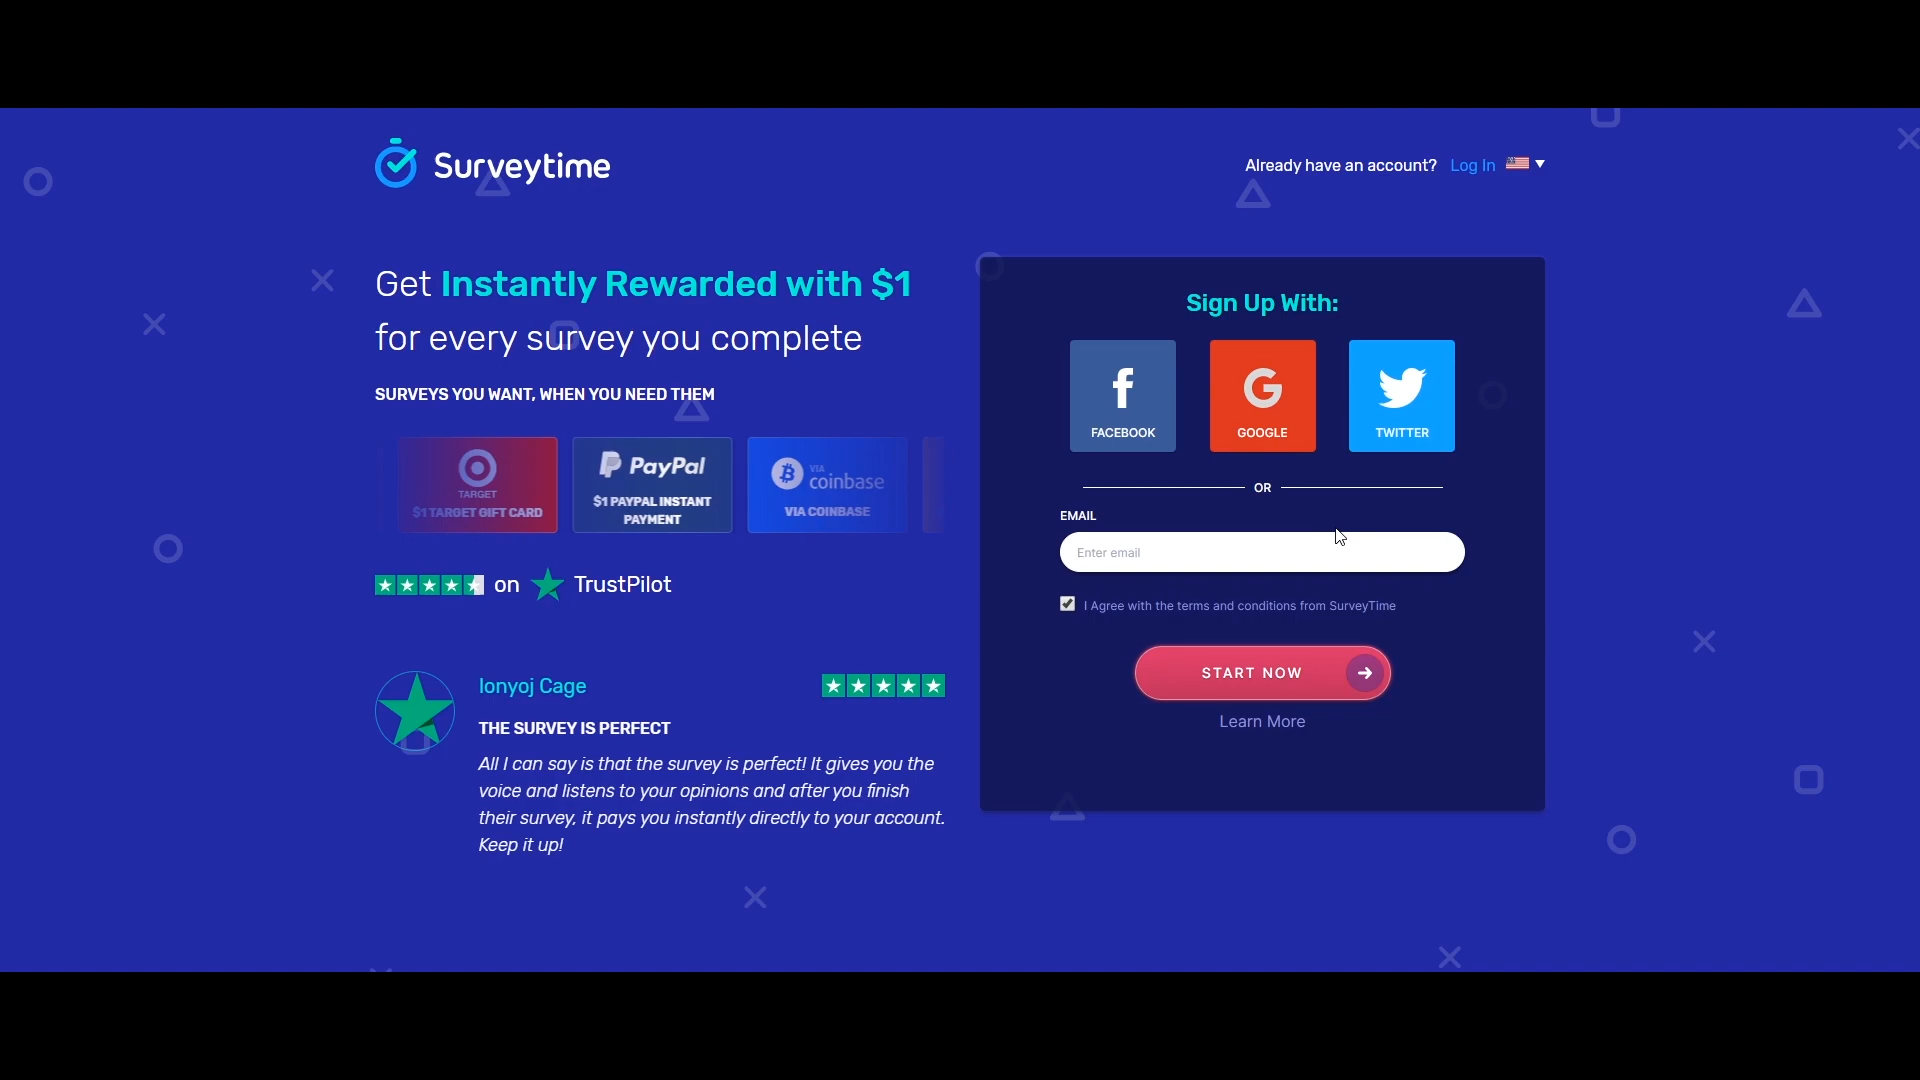 Surveytime
Already have an account? Log In
Get Instantly Rewarded with $1
for every survey you complete
SURVEYS YOU WANT, WHEN YOU NEED THEM
TARGET
$1 TARGET GIFT CARD
PayPal
$1 PAYPAL INSTANT
PAYMENT
VIA
coinbase
VIA COINBASE
on TrustPilot
Ionyoj Cage
THE SURVEY IS PERFECT
All I can say is that the survey is perfect! It gives you the
voice and listens to your opinions and after you finish
their survey, it pays you instantly directly to your account.
Keep it up!
Sign Up With:
FACEBOOK
GOOGLE
TWITTER
OR
EMAIL
Enter email
I Agree with the terms and conditions from SurveyTime
START NOW
Learn More